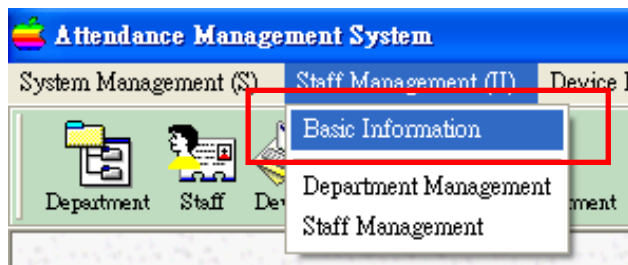 Attendance Management System
System Management (S) Staff Management (U) Device
Basic Information
Department Management
Staff Management
Department Staff